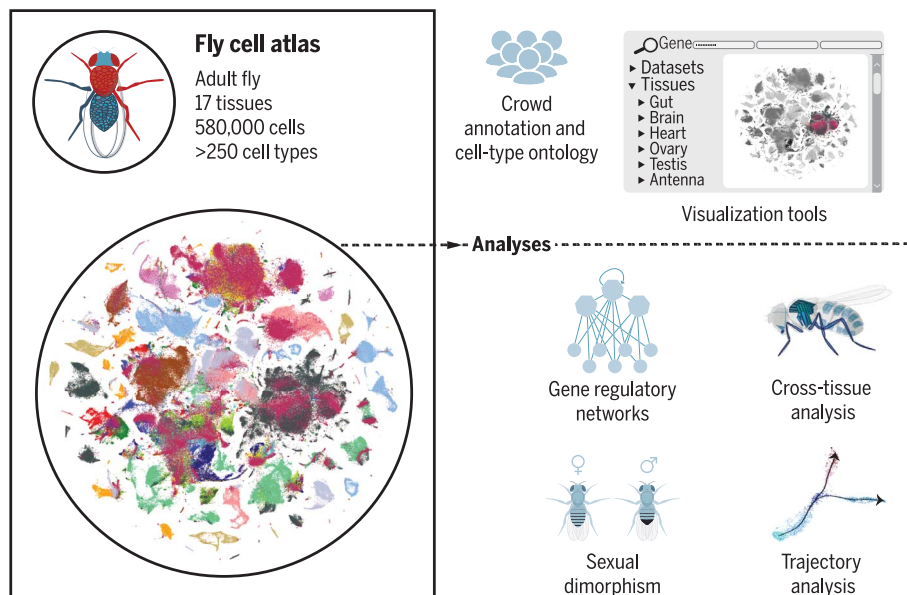 Fly cell atlas
Adult fly
17 tissues
580,000 cells
>250 cell types
Crowd
annotation and
cell-type ontology
Gene
Datasets
Tissues
Gut
Brain
Heart
Ovary
Testis
Antenna
Visualization tools
Analyses
Gene regulatory
networks
Cross-tissue
analysis
Sexual
dimorphism
Trajectory
analysis